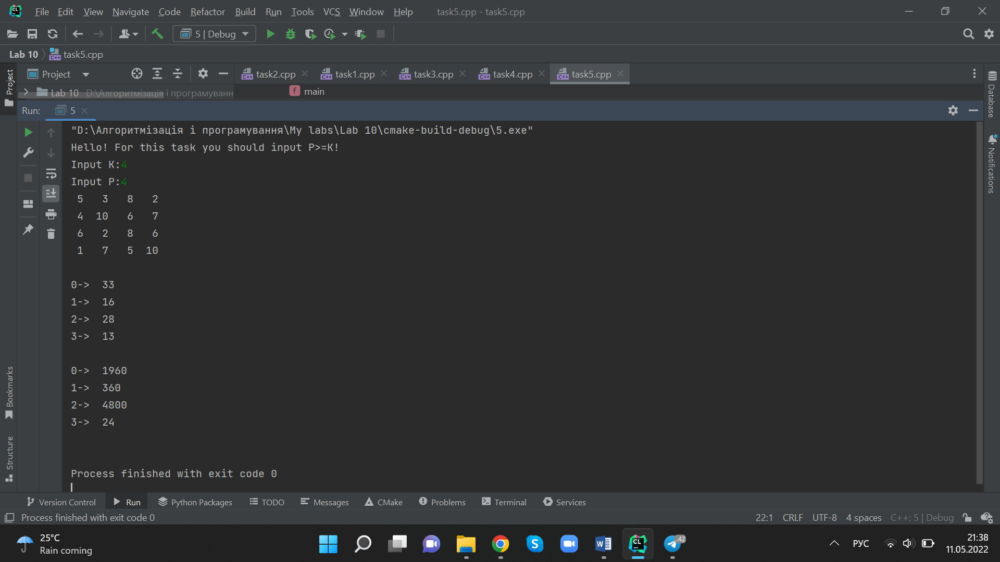 File Edit View Navigate Code Refactor Build Run Tools VCS Window Help task5.cpp - task5.cpp
5 | Debug
Lab 10 task5.cpp
Project task2.cpp task1.cpp task3.cpp task4.cpp task5.cpp
Lab 10 D:\Алгоритмізація і програмуванн main
Run: 5
"D:\Алгоритмізація і програмування\My labs\Lab 10\cmake-build-debug\5.exe"
Hello! For this task you should input P>=K!
Input K:4
Input P:4
5 3 8 2
4 10 6 7
6 2 8 6
1 7 5 10
0-> 33
1-> 16
2-> 28
3-> 13
0-> 1960
1-> 360
2-> 4800
3-> 24
Process finished with exit code 0
Project
Bookmarks
Structure
Database
Notifications
Version Control Run Python Packages TODO Messages CMake Problems Terminal Services
Process finished with exit code 0 22:1 CRLF UTF-8 4 spaces C++: 5 | Debug
25°C
Rain coming
42
РУС
21:38
11.05.2022